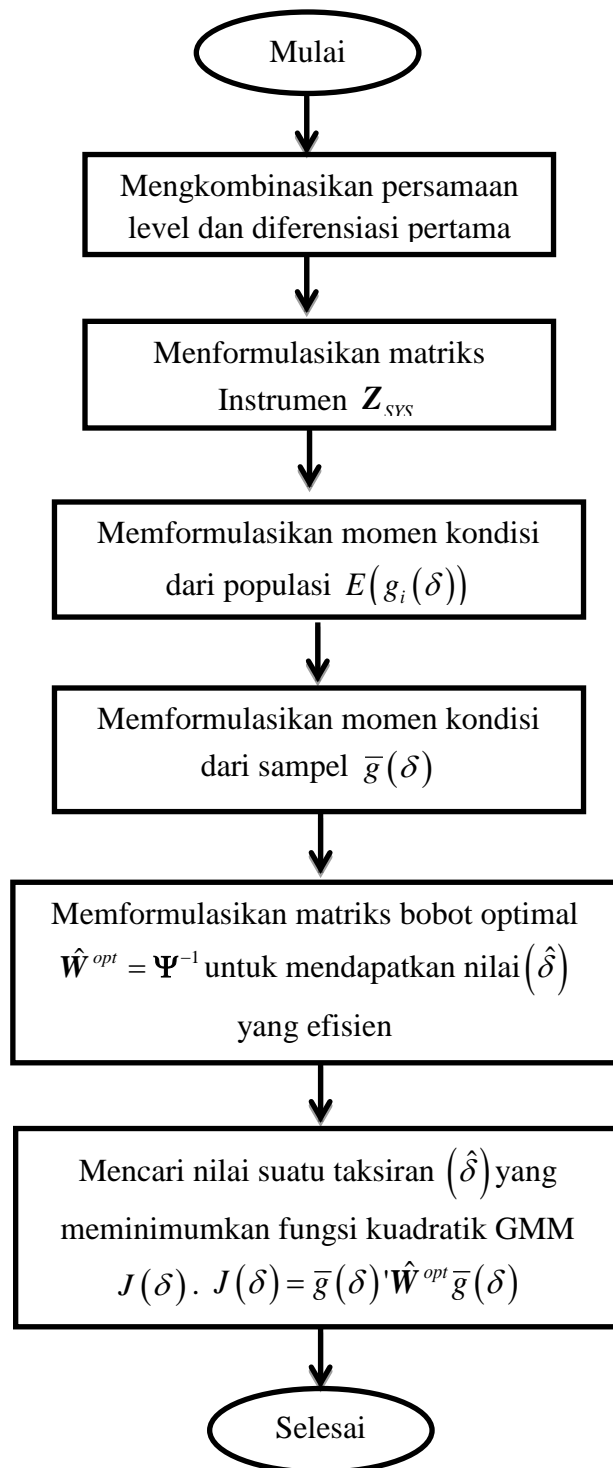 Mulai
Mengkombinasikan persamaan
level dan diferensiasi pertama
Menformulasikan matriks
Instrumen Z_SYS
Memformulasikan momen kondisi
dari populasi E(g_i(δ))
Memformulasikan momen kondisi
dari sampel g̅(δ)
Memformulasikan matriks bobot optimal
Ŵ^opt = Ψ^-1 untuk mendapatkan nilai (δ̂)
yang efisien
Mencari nilai suatu taksiran (δ̂) yang
meminimumkan fungsi kuadratik GMM
J(δ). J(δ) = g̅(δ)'Ŵ^opt g̅(δ)
Selesai